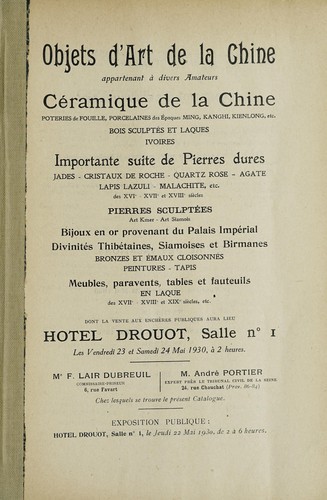 Objets d'Art de la Chine
appartenant à divers Amateurs
Céramique de la Chine
POTERIES de FOUILLE, PORCELAINES des Époques MING, KANGHI, KIENLONG, etc.
BOIS SCULPTÉS ET LAQUES
IVOIRES
Importante suite de Pierres dures
JADES - CRISTAUX DE ROCHE - QUARTZ ROSE - AGATE
LAPIS LAZULI - MALACHITE, etc.
des XVIe - XVIIe et XVIIIe siècles
PIERRES SCULPTÉES
Art Kmer - Art Siamois
Bijoux en or provenant du Palais Impérial
Divinités Thibétaines, Siamoises et Birmanes
BRONZES ET ÉMAUX CLOISONNÉS
PEINTURES - TAPIS
Meubles, paravents, tables et fauteuils
EN LAQUE
des XVIIe - XVIIIe et XIXe siècles, etc.
DONT LA VENTE AUX ENCHÈRES PUBLIQUES AURA LIEU
HOTEL DROUOT, Salle n° 1
Les Vendredi 23 et Samedi 24 Mai 1930, à 2 heures.
Me F. LAIR DUBREUIL
COMMISSAIRE-PRISEUR
6, rue Favart
M. André PORTIER
EXPERT PRÈS LE TRIBUNAL CIVIL DE LA SEINE
24, rue Chauchat (Prov. 86-84)
Chez lesquels se trouve le présent Catalogue.
EXPOSITION PUBLIQUE :
HOTEL DROUOT, Salle n° 1, le Jeudi 22 Mai 1930, de 2 à 6 heures.